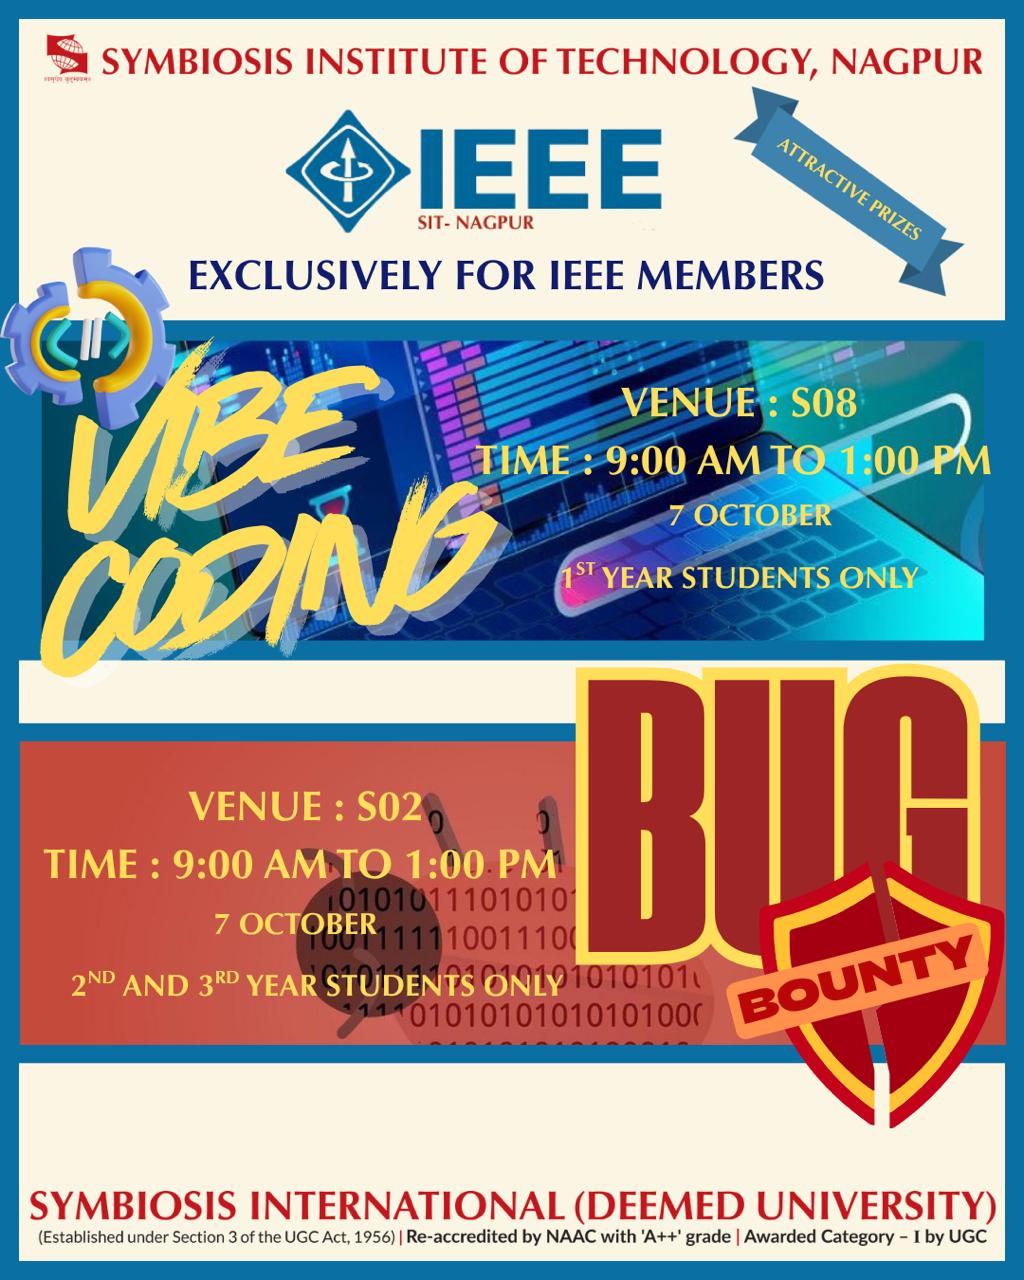 SYMBIOSIS INSTITUTE OF TECHNOLOGY, NAGPUR
IEEE
SIT- NAGPUR
ATTRACTIVE PRIZES
EXCLUSIVELY FOR IEEE MEMBERS
VIBE
CODING
VENUE : S08
TIME : 9:00 AM TO 1:00 PM
7 OCTOBER
1ST YEAR STUDENTS ONLY
BUG
BOUNTY
VENUE : S02
TIME : 9:00 AM TO 1:00 PM
7 OCTOBER
2ND AND 3RD YEAR STUDENTS ONLY
SYMBIOSIS INTERNATIONAL (DEEMED UNIVERSITY)
(Established under Section 3 of the UGC Act, 1956) | Re-accredited by NAAC with 'A++' grade | Awarded Category – I by UGC